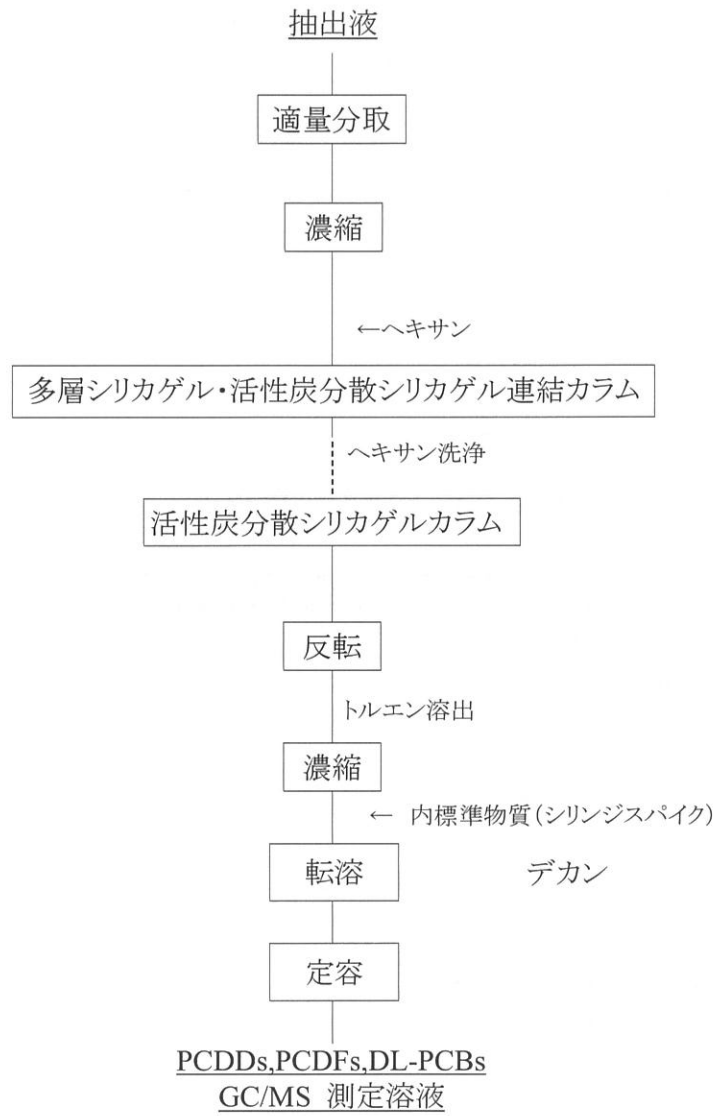 抽出液
適量分取
濃縮
←ヘキサン
多層シリカゲル・活性炭分散シリカゲル連結カラム
ヘキサン洗浄
活性炭分散シリカゲルカラム
反転
トルエン溶出
濃縮
← 内標準物質(シリンジスパイク)
転溶 デカン
定容
PCDDs,PCDFs,DL-PCBs
GC/MS 測定溶液